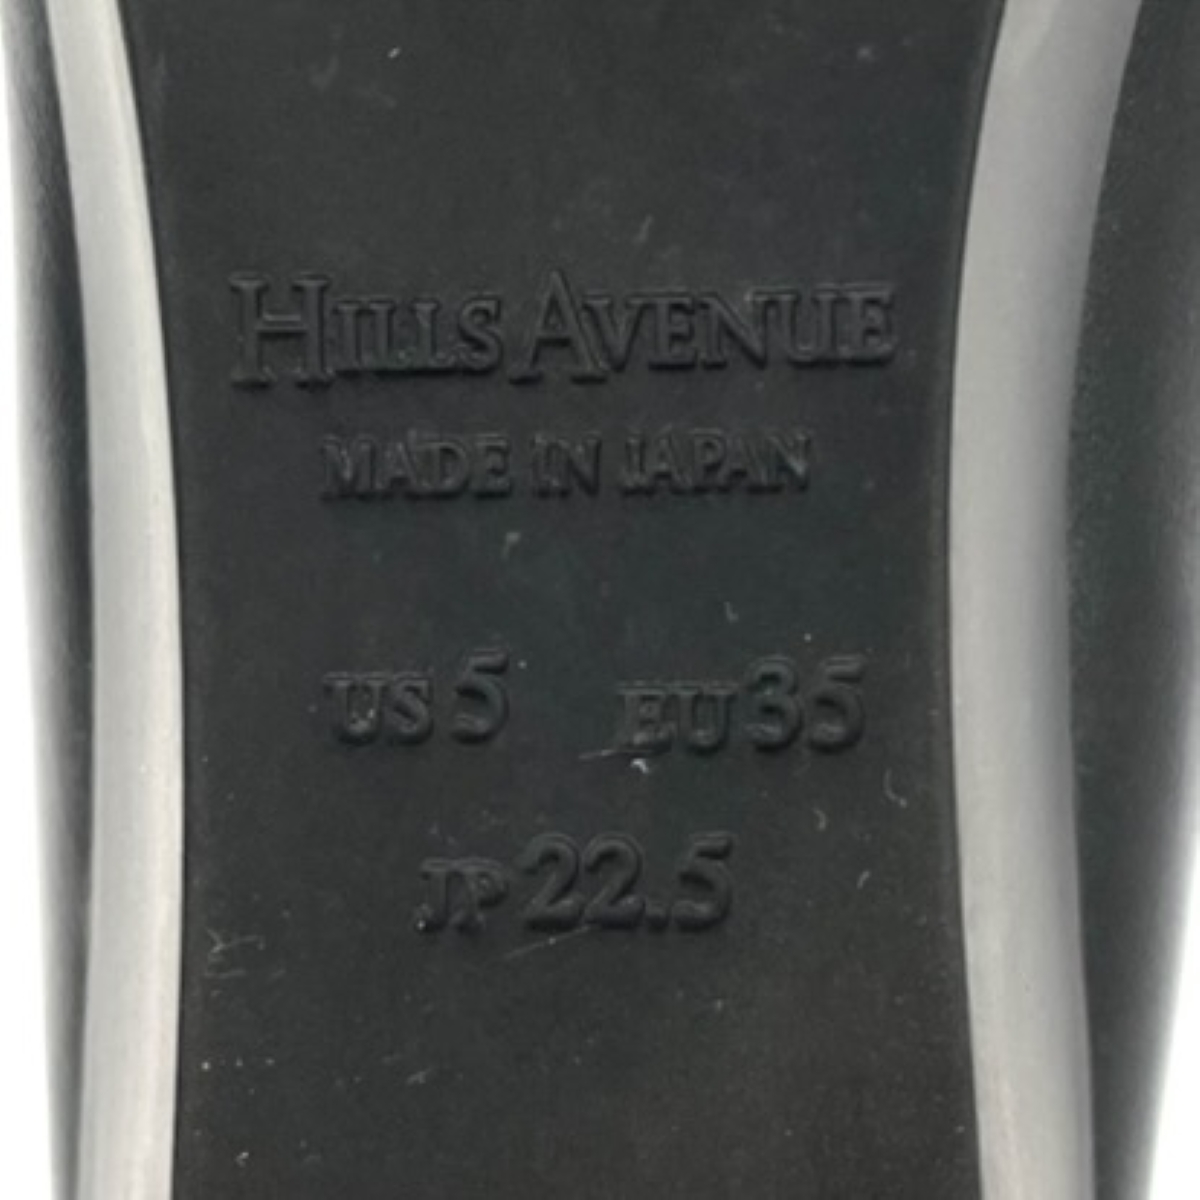 HILLS AVENUE
MADE IN JAPAN
US 5 EU 35
JP 22.5